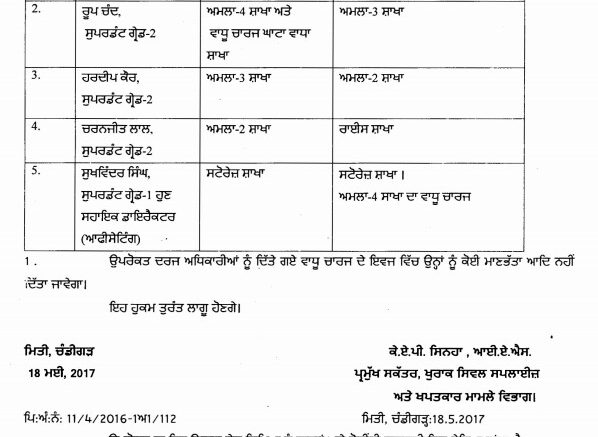 2. ਰੂਪ ਚੰਦ, ਅਮਲਾ-4 ਸ਼ਾਖਾ ਅਤੇ ਅਮਲਾ-3 ਸ਼ਾਖਾ
ਸੁਪਰਡੰਟ ਗ੍ਰੇਡ-2 ਵਾਧੂ ਚਾਰਜ ਘਾਟਾ ਵਾਧਾ
ਸ਼ਾਖਾ
3. ਹਰਦੀਪ ਕੌਰ, ਅਮਲਾ-3 ਸ਼ਾਖਾ ਅਮਲਾ-2 ਸ਼ਾਖਾ
ਸੁਪਰਡੰਟ ਗ੍ਰੇਡ-2
4. ਚਰਨਜੀਤ ਲਾਲ, ਅਮਲਾ-2 ਸ਼ਾਖਾ ਰਾਈਸ ਸ਼ਾਖਾ
ਸੁਪਰਡੰਟ ਗ੍ਰੇਡ-2
5. ਸੁਖਵਿੰਦਰ ਸਿੰਘ, ਸਟੋਰੇਜ਼ ਸ਼ਾਖਾ ਸਟੋਰੇਜ਼ ਸ਼ਾਖਾ ।
ਸੁਪਰਡੰਟ ਗ੍ਰੇਡ-1 ਹੁਣ ਅਮਲਾ-4 ਸਾਖਾ ਦਾ ਵਾਧੂ ਚਾਰਜ
ਸਹਾਇਕ ਡਾਇਰੈਕਟਰ
(ਆਫੀਸੇਟਿੰਗ)
1. ਉਪਰੋਕਤ ਦਰਜ ਅਧਿਕਾਰੀਆਂ ਨੂੰ ਦਿੱਤੇ ਗਏ ਵਾਧੂ ਚਾਰਜ ਦੇ ਇਵਜ ਵਿੱਚ ਉਨ੍ਹਾਂ ਨੂੰ ਕੋਈ ਮਾਣਭੱਤਾ ਆਦਿ ਨਹੀਂ
ਦਿੱਤਾ ਜਾਵੇਗਾ।
ਇਹ ਹੁਕਮ ਤੁਰੰਤ ਲਾਗੂ ਹੋਣਗੇ।
ਮਿਤੀ, ਚੰਡੀਗੜ ਕੇ.ਏ.ਪੀ. ਸਿਨਹਾ , ਆਈ.ਏ.ਐਸ.
18 ਮਈ, 2017 ਪ੍ਰਮੁੱਖ ਸਕੱਤਰ, ਖੁਰਾਕ ਸਿਵਲ ਸਪਲਾਈਜ਼
ਅਤੇ ਖਪਤਕਾਰ ਮਾਮਲੇ ਵਿਭਾਗ।
ਪਿ:ਅੰ:ਨੰ: 11/4/2016-1ਅ1/112 ਮਿਤੀ, ਚੰਡੀਗੜ੍ਹ:18.5.2017